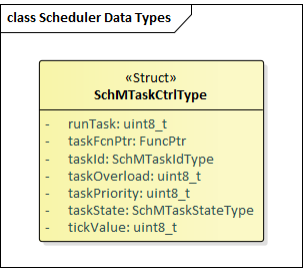 class Scheduler Data Types
«Struct»
SchMTaskCtrlType
- runTask: uint8_t
- taskFcnPtr: FuncPtr
- taskId: SchMTaskIdType
- taskOverload: uint8_t
- taskPriority: uint8_t
- taskState: SchMTaskStateType
- tickValue: uint8_t